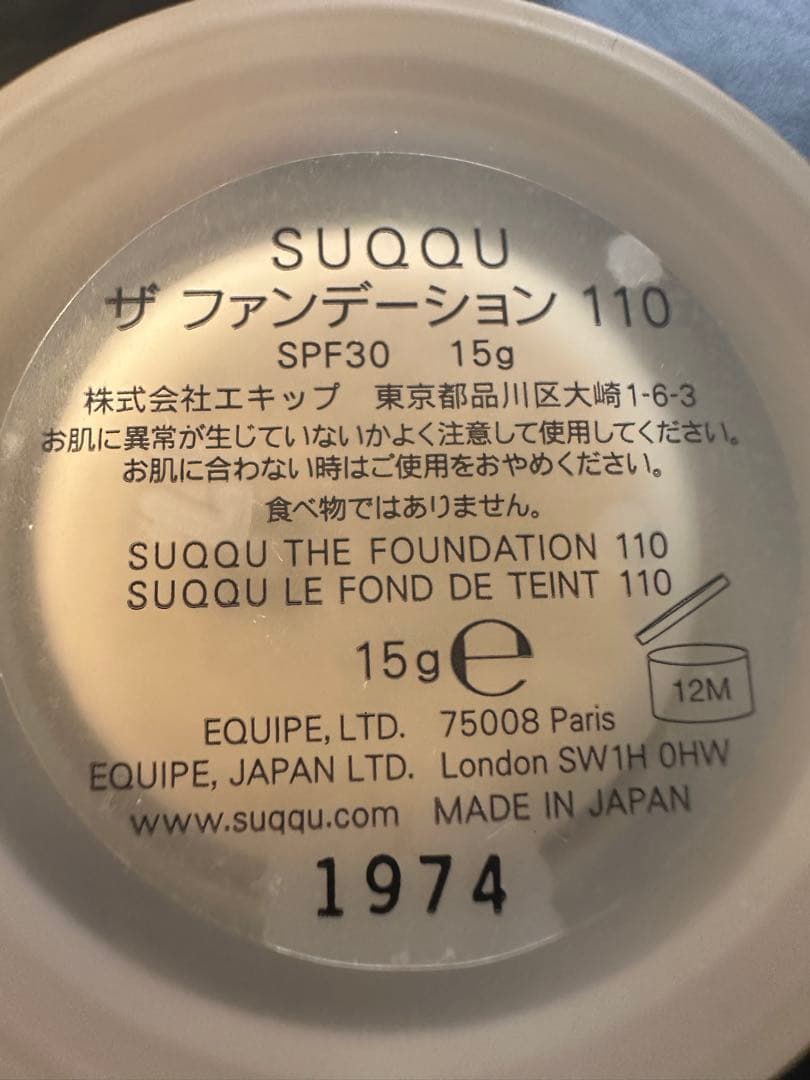 SUQQU
ザ ファンデーション 110
SPF30 15g
株式会社エキップ 東京都品川区大崎1-6-3
お肌に異常が生じていないかよく注意して使用してください。
お肌に合わない時はご使用をおやめください。
食べ物ではありません。
SUQQU THE FOUNDATION 110
SUQQU LE FOND DE TEINT 110
15g ℮
12M
EQUIPE, LTD. 75008 Paris
EQUIPE, JAPAN LTD. London SW1H 0HW
www.suqqu.com MADE IN JAPAN
1974